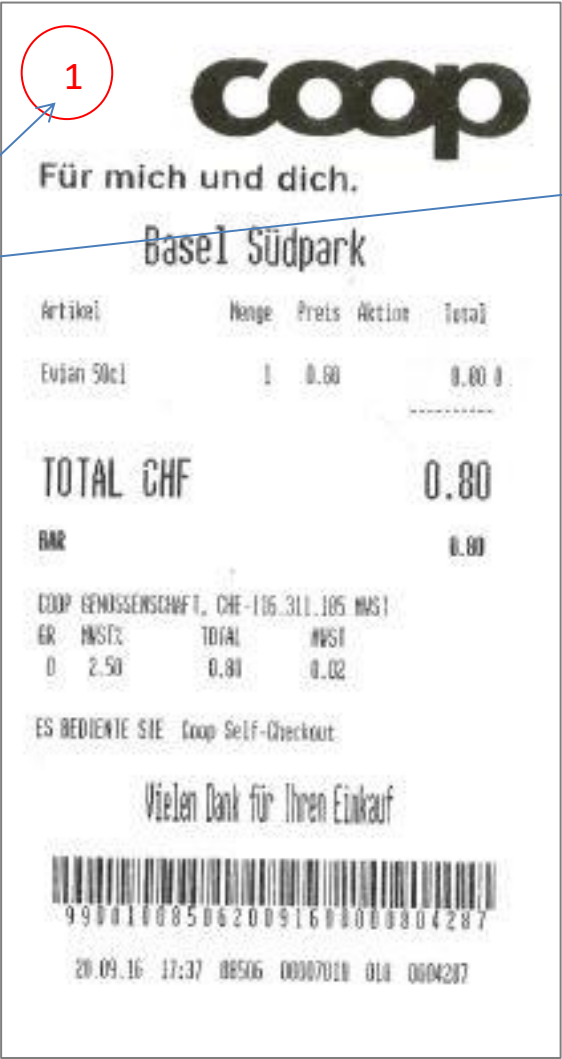 1
coop
Für mich und dich.
Basel Südpark
Artikel Menge Preis Aktion Total
Evian 50cl 1 0.80 0.80 0
TOTAL CHF 0.80
BAR 0.80
COOP GENOSSENSCHAFT, CHE-116.311.185 MWST
GR MWST% TOTAL MWST
0 2.50 0.80 0.02
ES BEDIENTE SIE Coop Self-Checkout
Vielen Dank für Ihren Einkauf
20.09.16 17:37 08506 010 0004287